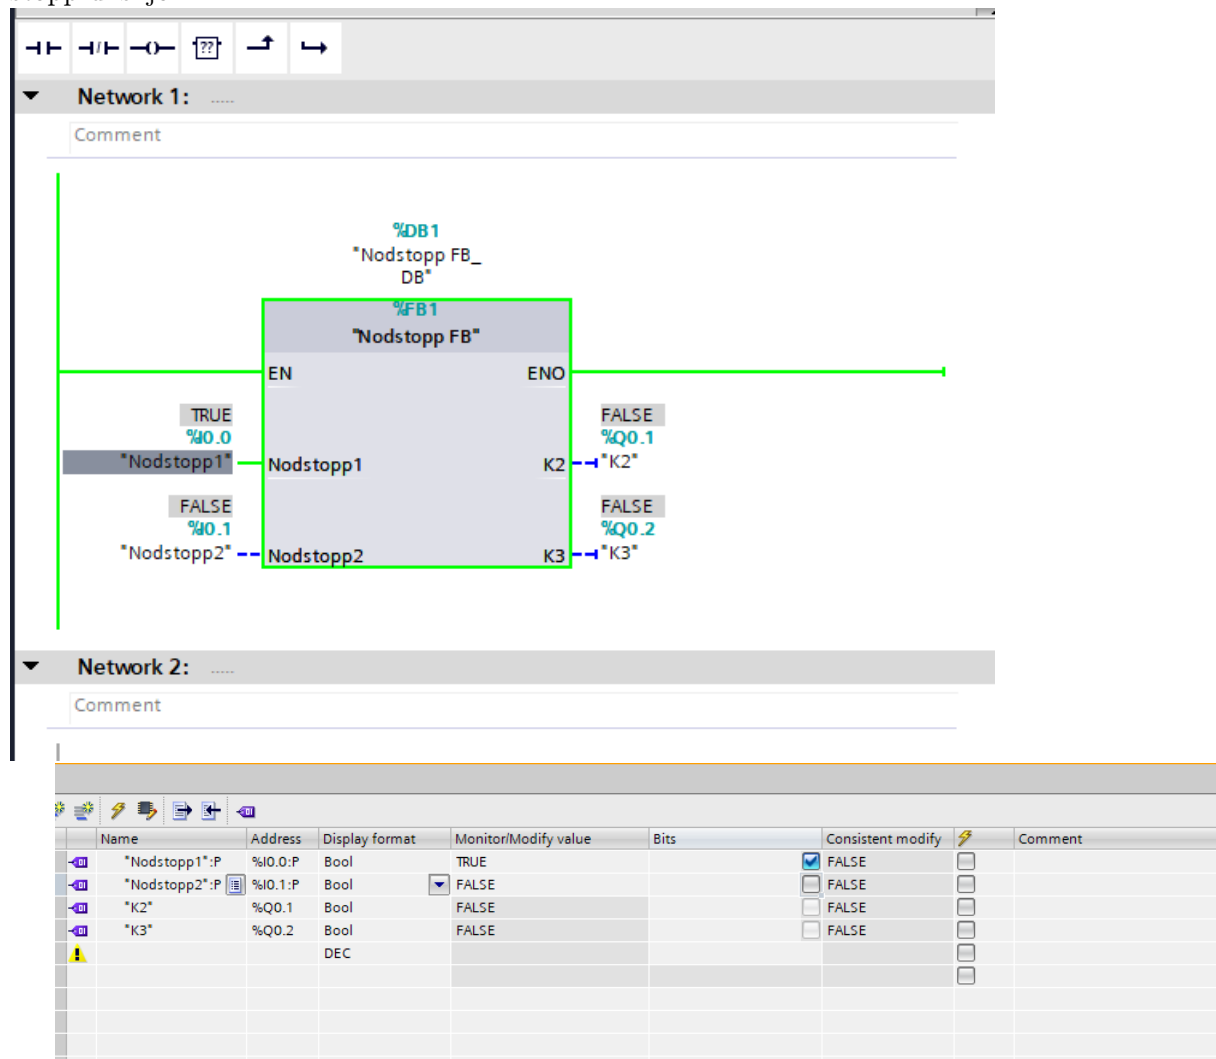 ??
Network 1: .....
Comment
%DB1
"Nodstopp FB_
DB"
%FB1
"Nodstopp FB"
EN ENO
TRUE FALSE
%I0.0 %Q0.1
"Nodstopp1" Nodstopp1 K2 "K2"
FALSE FALSE
%I0.1 %Q0.2
"Nodstopp2" Nodstopp2 K3 "K3"
Network 2: .....
Comment
Name Address Display format Monitor/Modify value Bits Consistent modify Comment
"Nodstopp1":P %I0.0:P Bool TRUE FALSE
"Nodstopp2":P %I0.1:P Bool FALSE FALSE
"K2" %Q0.1 Bool FALSE FALSE
"K3" %Q0.2 Bool FALSE FALSE
DEC